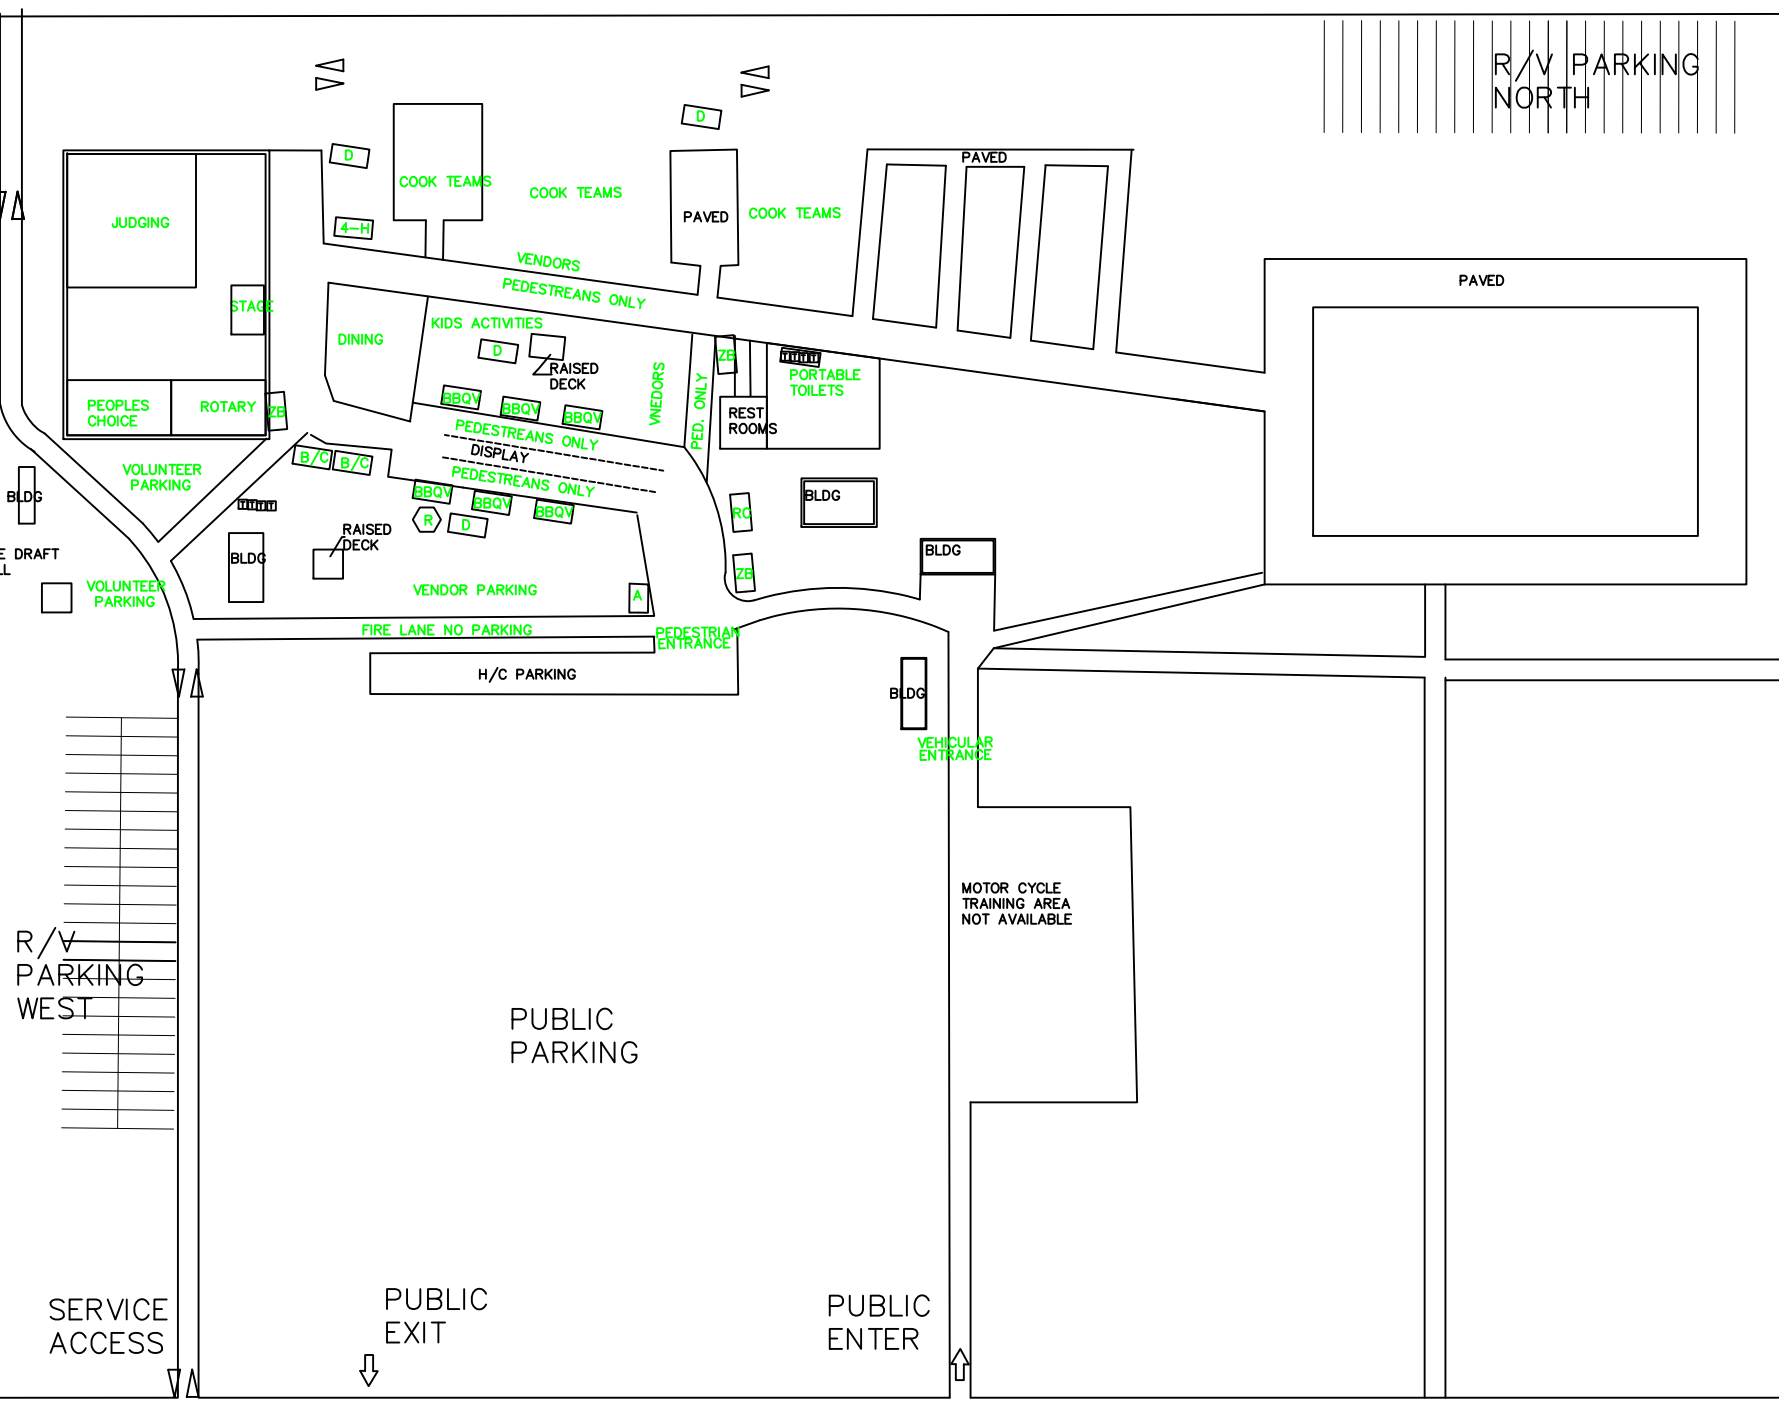 R/V PARKING
NORTH
D
D
COOK TEAMS
COOK TEAMS
COOK TEAMS
PAVED
PAVED
JUDGING
4-H
VENDORS
PEDESTREANS ONLY
PAVED
STAGE
DINING
KIDS ACTIVITIES
D
RAISED
DECK
VNEDORS
PED. ONLY
ZB
TTTT
PORTABLE
TOILETS
REST
ROOMS
PEOPLES
CHOICE
ROTARY
ZB
BBQV
BBQV
BBQV
PEDESTREANS ONLY
DISPLAY
PEDESTREANS ONLY
B/C
B/C
VOLUNTEER
PARKING
BLDG
TTTT
BBQV
BBQV
BBQV
R
D
RC
BLDG
RAISED
DECK
BLDG
E DRAFT
LL
VOLUNTEER
PARKING
VENDOR PARKING
A
ZB
BLDG
FIRE LANE NO PARKING
PEDESTRIAN
ENTRANCE
H/C PARKING
BLDG
VEHICULAR
ENTRANCE
MOTOR CYCLE
TRAINING AREA
NOT AVAILABLE
R/V
PARKING
WEST
PUBLIC
PARKING
SERVICE
ACCESS
PUBLIC
EXIT
PUBLIC
ENTER